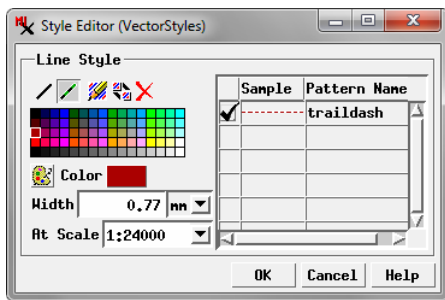 Style Editor (VectorStyles)
Line Style
Sample Pattern Name
traildash
Color
Width 0.77 mm
At Scale 1:24000
OK Cancel Help